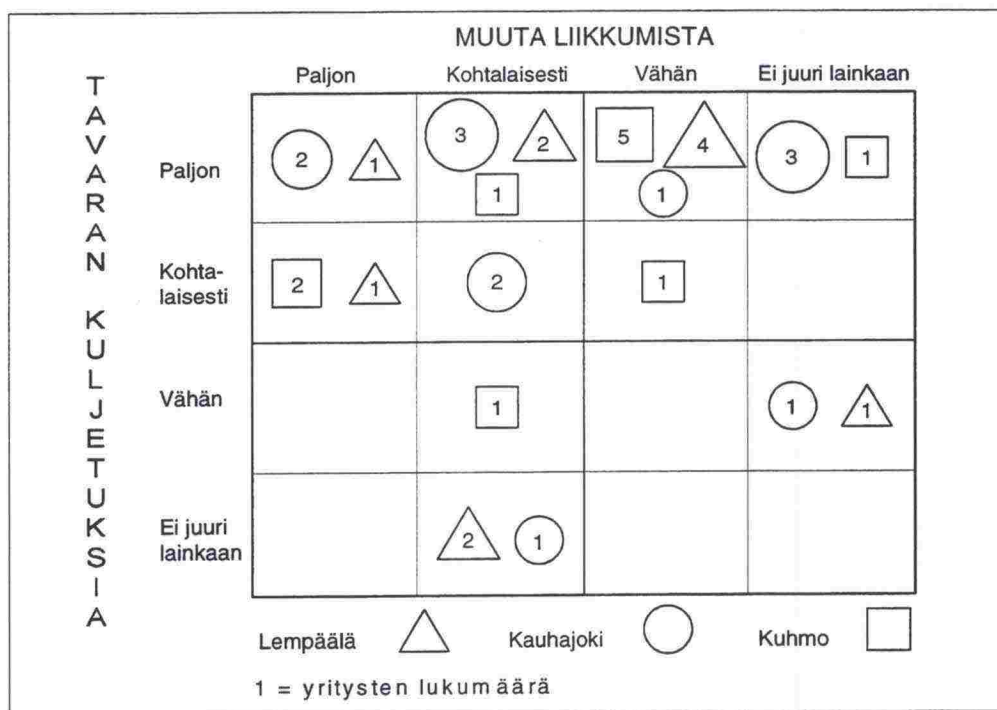 MUUTA LIIKKUMISTA
Paljon Kohtalaisesti Vähän Ei juuri lainkaan
TAVARAN KULJETUKSIA
Paljon
2 1 3 2 1 5 4 1 3 1
Kohta-
laisesti
2 1 2 1
Vähän
1 1 1
Ei juuri
lainkaan
2 1
Lempäälä Kauhajoki Kuhmo
1 = yritysten lukumäärä